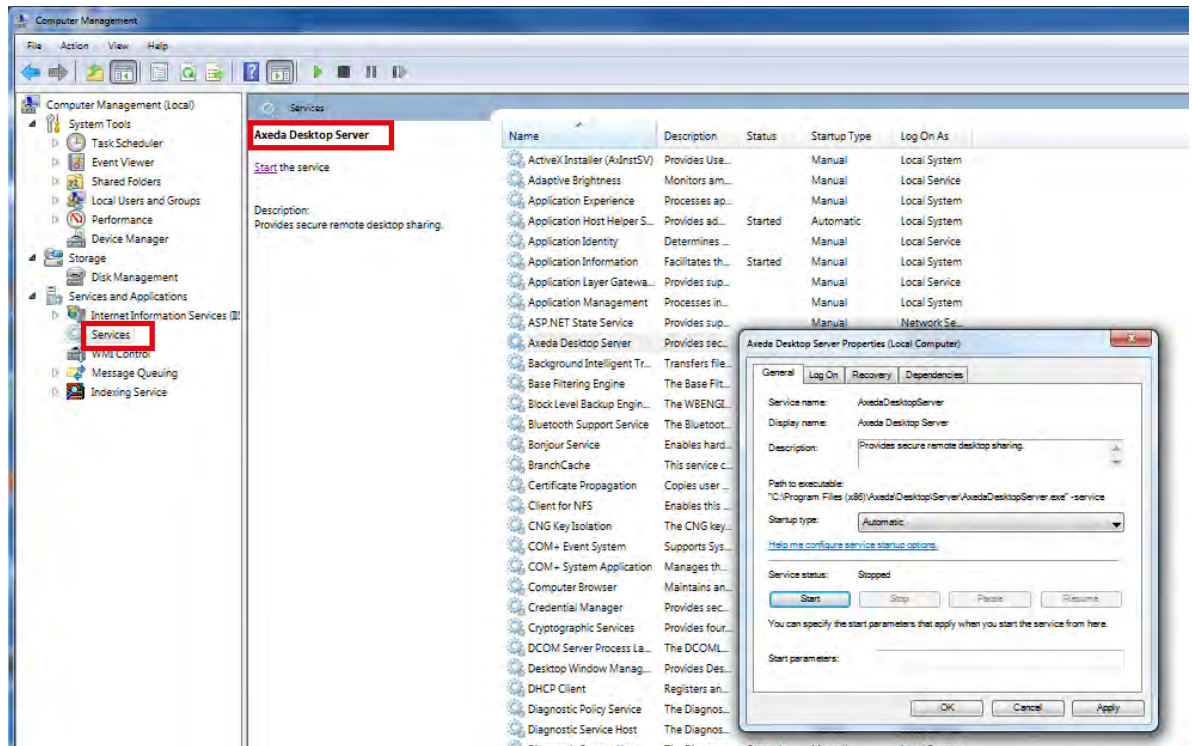 Computer Management
File Action View Help
Computer Management (Local)
System Tools
Task Scheduler
Event Viewer
Shared Folders
Local Users and Groups
Performance
Device Manager
Storage
Disk Management
Services and Applications
Internet Information Services (II
Services
WMI Control
Message Queuing
Indexing Service
Services
Axeda Desktop Server
Start the service
Description:
Provides secure remote desktop sharing.
Name Description Status Startup Type Log On As
ActiveX Installer (AxInstSV) Provides Use... Manual Local System
Adaptive Brightness Monitors am... Manual Local Service
Application Experience Processes ap... Manual Local System
Application Host Helper S... Provides ad... Started Automatic Local System
Application Identity Determines ... Manual Local Service
Application Information Facilitates th... Started Manual Local System
Application Layer Gatewa... Provides sup... Manual Local Service
Application Management Processes in... Manual Local System
ASP.NET State Service Provides sup... Manual Network Se...
Axeda Desktop Server Provides sec...
Background Intelligent Tr... Transfers file...
Base Filtering Engine The Base Filt...
Block Level Backup Engin... The WBENGI...
Bluetooth Support Service The Bluetoot...
Bonjour Service Enables hard...
BranchCache This service c...
Certificate Propagation Copies user ...
Client for NFS Enables this ...
CNG Key Isolation The CNG key...
COM+ Event System Supports Sys...
COM+ System Application Manages th...
Computer Browser Maintains an...
Credential Manager Provides sec...
Cryptographic Services Provides four...
DCOM Server Process La... The DCOML...
Desktop Window Manag... Provides Des...
DHCP Client Registers an...
Diagnostic Policy Service The Diagnos...
Diagnostic Service Host The Diagnos...
Axeda Desktop Server Properties (Local Computer)
General Log On Recovery Dependencies
Service name: AxedaDesktopServer
Display name: Axeda Desktop Server
Description: Provides secure remote desktop sharing.
Path to executable:
"C:\Program Files (x86)\Axeda\Desktop\Server\AxedaDesktopServer.exe" -service
Startup type: Automatic
Help me configure service startup options.
Service status: Stopped
Start Stop Pause Resume
You can specify the start parameters that apply when you start the service from here.
Start parameters:
OK Cancel Apply